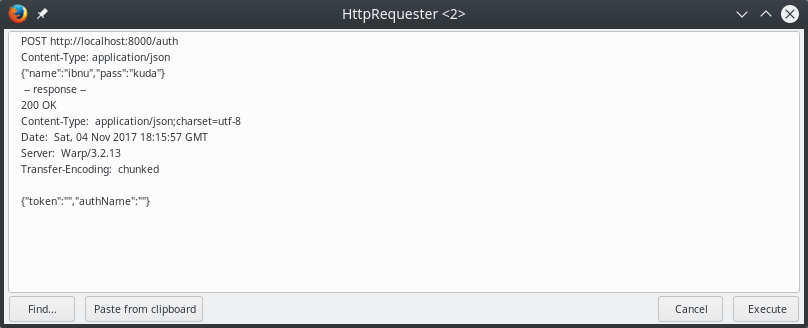 HttpRequester <2>
POST http://localhost:8000/auth
Content-Type: application/json
{"name":"ibnu","pass":"kuda"}
-- response --
200 OK
Content-Type:  application/json;charset=utf-8
Date:  Sat, 04 Nov 2017 18:15:57 GMT
Server:  Warp/3.2.13
Transfer-Encoding:  chunked
{"token":"","authName":""}
Find... Paste from clipboard Cancel Execute